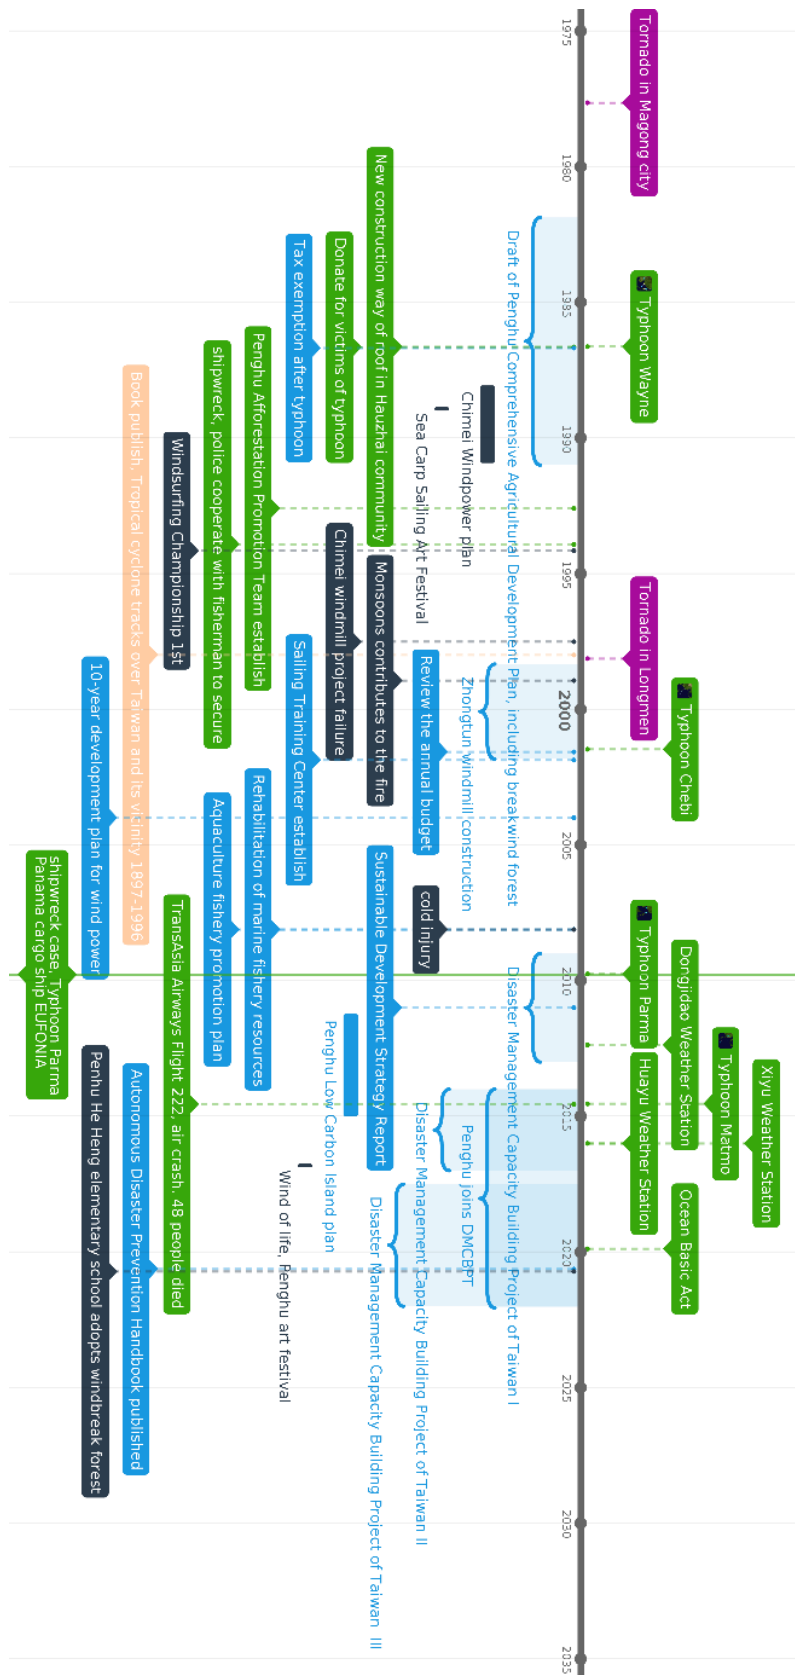 Xiyu Weather Station
Typhoon Matmo
Typhoon Chebi
Dongjidao Weather Station
Ocean Basic Act
Tornado in Magong city
Typhoon Wayne
Tornado in Longmen
Typhoon Parma
Huayu Weather Station
1975
1980
1985
1990
1995
2000
2005
2010
2015
2020
2025
2030
2035
Draft of Penghu Comprehensive Agricultural Development Plan, including breakwind forest
Disaster Management Capacity Building Project of Taiwan I
Chimei Windpower plan
Zhongtun windmill construction
Penghu joins DMCBPT
Sea Carp Sailing Art Festival
Review the annual budget
cold injury
Disaster Management Capacity Building Project of Taiwan II
New construction way of roof in Hauzhai community
Monsoons contributes to the fire
Sustainable Development Strategy Report
Disaster Management Capacity Building Project of Taiwan III
Donate for victims of typhoon
Chimei windmill project failure
Penghu Low Carbon Island plan
Tax exemption after typhoon
Sailing Training Center establish
Wind of life, Penghu art festival
Penghu Afforestation Promotion Team establish
Rehabilitation of marine fishery resources
shipwreck, police cooperate with fisherman to secure
Aquaculture fishery promotion plan
Windsurfing Championship 1st
TransAsia Airways Flight 222, air crash. 48 people died
Book publish, Tropical cyclone tracks over Taiwan and its vicinity 1897-1996
Autonomous Disaster Prevention Handbook published
10-year development plan for wind power
Penhu He Heng elementary school adopts windbreak forest
shipwreck case, Typhoon Parma
Panama cargo ship EUFONIA